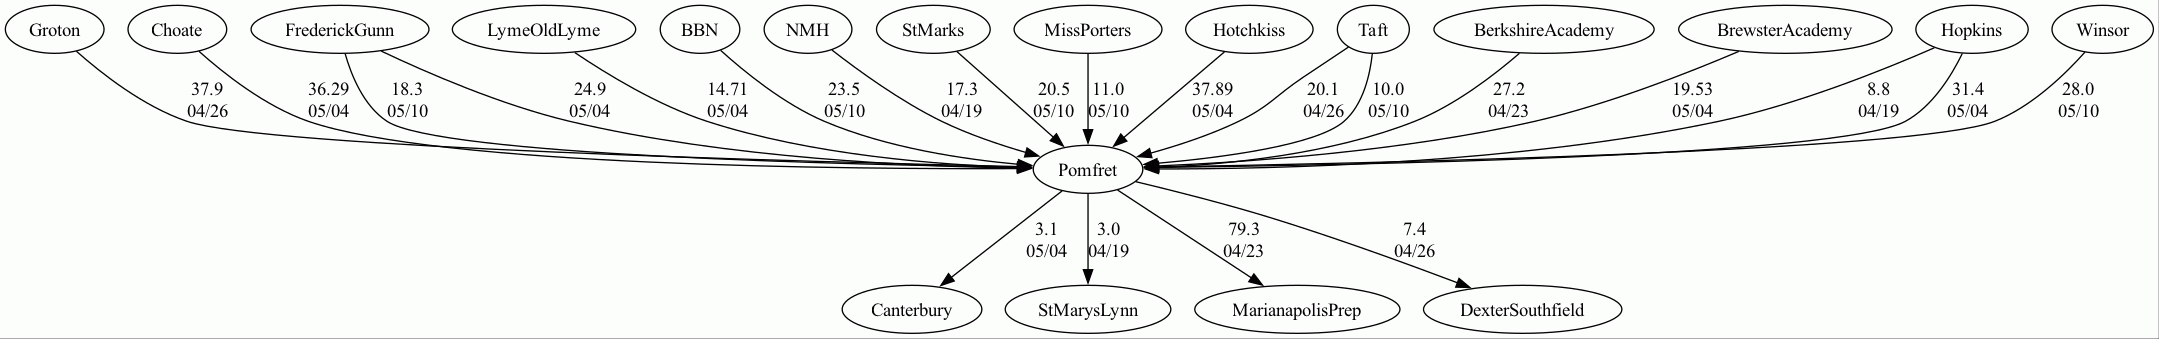 Groton
Choate
FrederickGunn
LymeOldLyme
BBN
NMH
StMarks
MissPorters
Hotchkiss
Taft
BerkshireAcademy
BrewsterAcademy
Hopkins
Winsor
37.9
04/26
36.29
05/04
18.3
05/10
24.9
05/04
14.71
05/04
23.5
05/10
17.3
04/19
20.5
05/10
11.0
05/10
37.89
05/04
20.1
04/26
10.0
05/10
27.2
04/23
19.53
05/04
8.8
04/19
31.4
05/04
28.0
05/10
Pomfret
3.1
05/04
3.0
04/19
79.3
04/23
7.4
04/26
Canterbury
StMarysLynn
MarianapolisPrep
DexterSouthfield